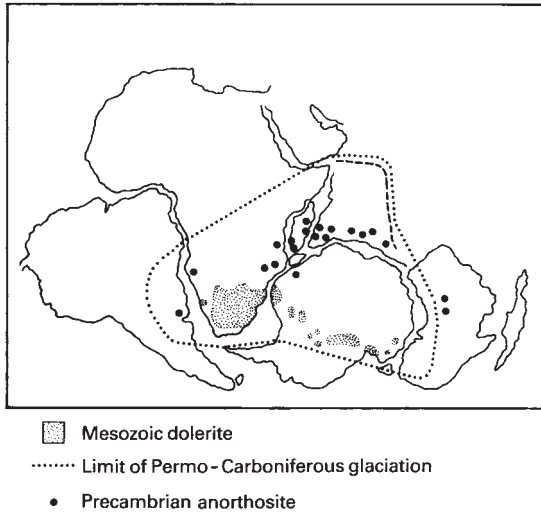 Mesozoic dolerite
Limit of Permo-Carboniferous glaciation
Precambrian anorthosite